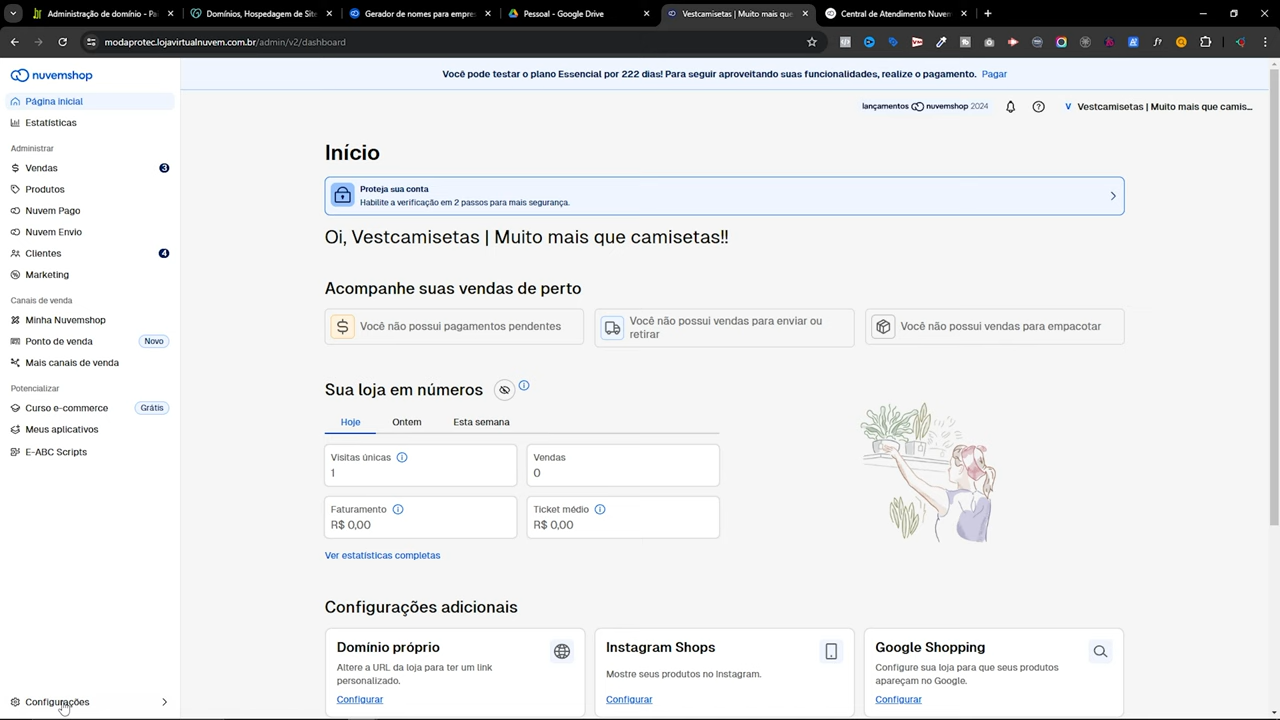 Administração de domínio - Pa
Domínios, Hospedagem de Site
Gerador de nomes para empres
Pessoal - Google Drive
Vestcamisetas | Muito mais que
Central de Atendimento Nuvem
modaprotec.lojavirtualnuvem.com.br/admin/v2/dashboard
nuvemshop
Você pode testar o plano Essencial por 222 dias! Para seguir aproveitando suas funcionalidades, realize o pagamento. Pagar
lançamentos nuvemshop 2024
V Vestcamisetas | Muito mais que camis...
Página inicial
Estatísticas
Administrar
Vendas 3
Produtos
Nuvem Pago
Nuvem Envio
Clientes 4
Marketing
Canais de venda
Minha Nuvemshop
Ponto de venda Novo
Mais canais de venda
Potencializar
Curso e-commerce Grátis
Meus aplicativos
E-ABC Scripts
Configurações
Início
Proteja sua conta
Habilite a verificação em 2 passos para mais segurança.
Oi, Vestcamisetas | Muito mais que camisetas!!
Acompanhe suas vendas de perto
Você não possui pagamentos pendentes
Você não possui vendas para enviar ou
retirar
Você não possui vendas para empacotar
Sua loja em números
Hoje Ontem Esta semana
Visitas únicas
1
Vendas
0
Faturamento
R$ 0,00
Ticket médio
R$ 0,00
Ver estatísticas completas
Configurações adicionais
Domínio próprio
Altere a URL da loja para ter um link
personalizado.
Configurar
Instagram Shops
Mostre seus produtos no Instagram.
Configurar
Google Shopping
Configure sua loja para que seus produtos
apareçam no Google.
Configurar